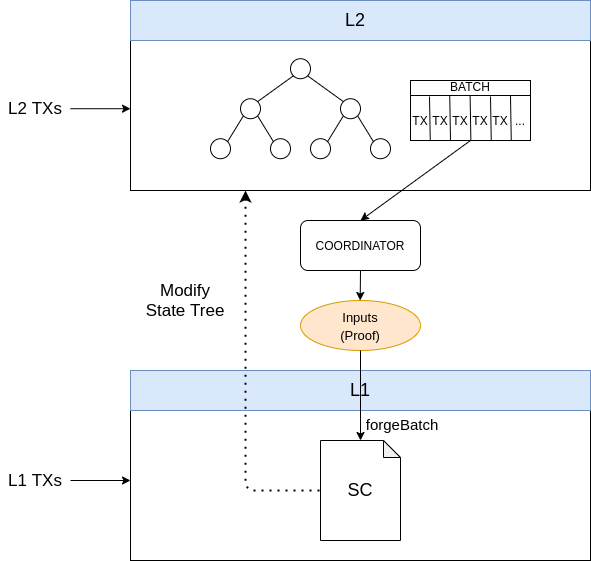 L2
BATCH
L2 TXs
TX TX TX TX TX ...
COORDINATOR
Modify
State Tree
Inputs
(Proof)
L1
forgeBatch
L1 TXs
SC